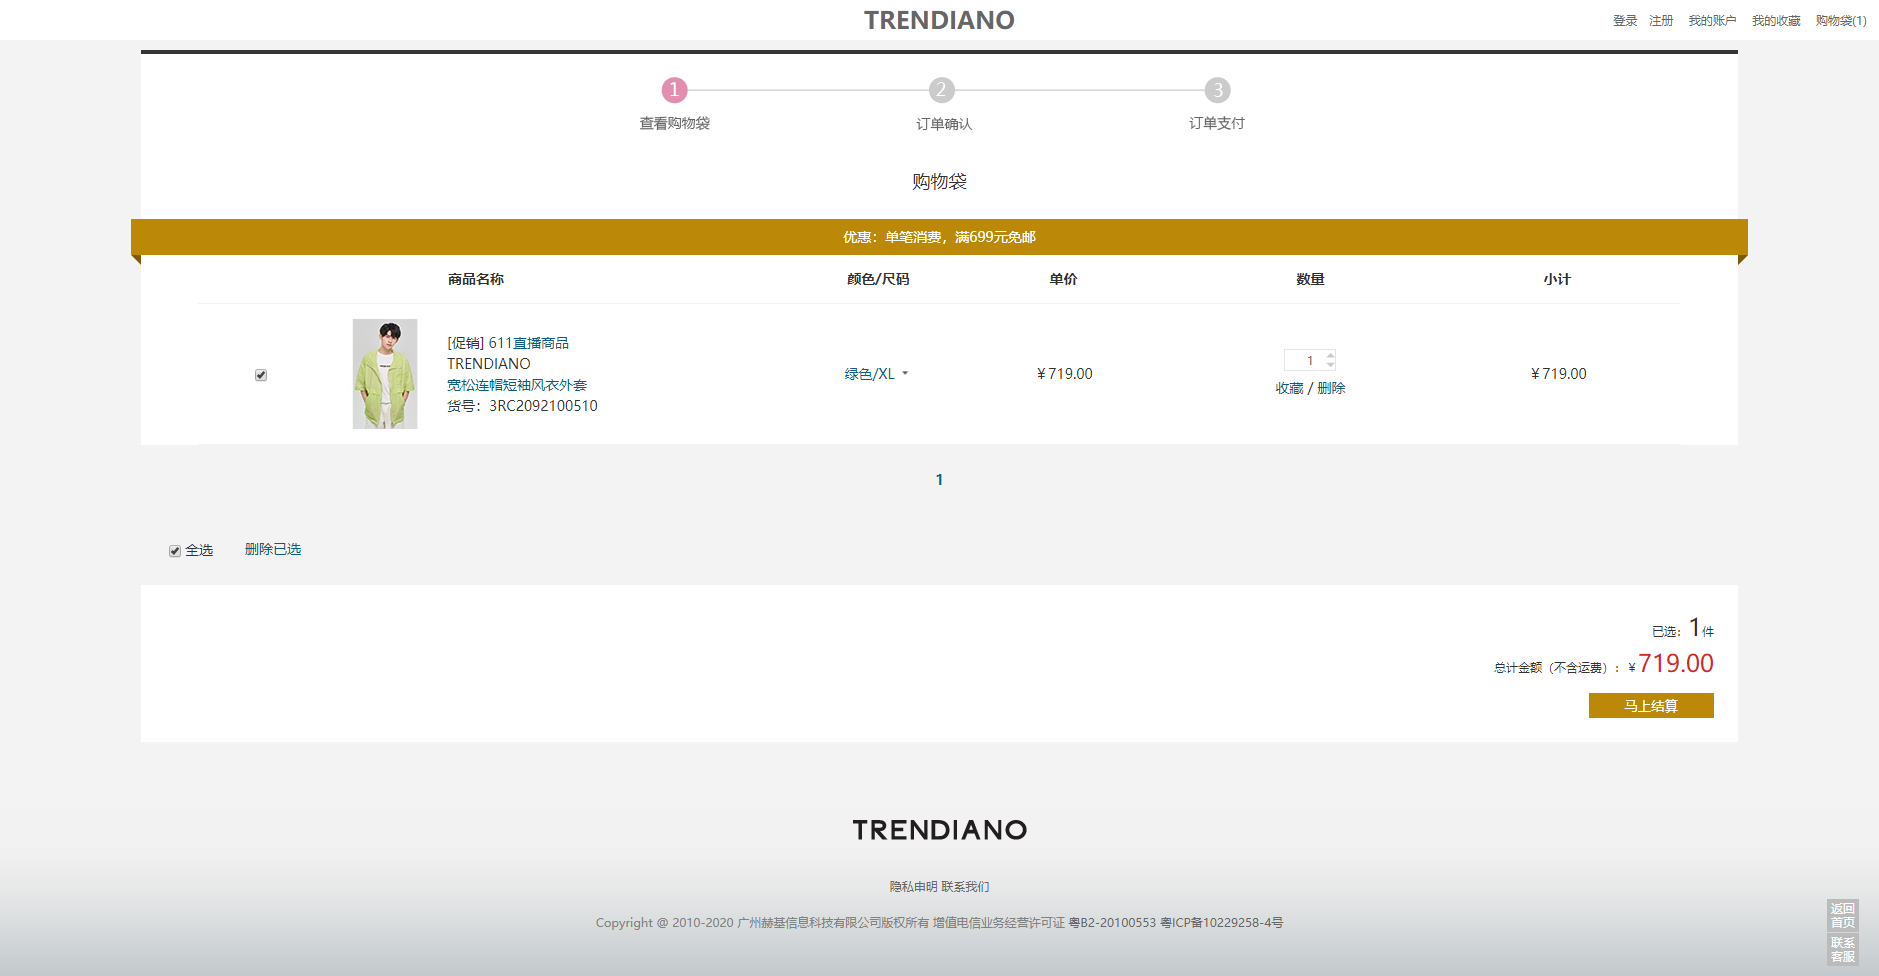 TRENDIANO
登录 注册 我的账户 我的收藏 购物袋(1)
1 2 3
查看购物袋 订单确认 订单支付
购物袋
优惠：单笔消费，满699元免邮
商品名称 颜色/尺码 单价 数量 小计
[促销] 611直播商品
TRENDIANO
宽松连帽短袖风衣外套
货号：3RC2092100510
绿色/XL
¥719.00
1
收藏 / 删除
¥719.00
1
全选 删除已选
已选：1件
总计金额（不含运费）：¥719.00
马上结算
TRENDIANO
隐私申明 联系我们
Copyright @ 2010-2020 广州赫基信息科技有限公司版权所有 增值电信业务经营许可证 粤B2-20100553 粤ICP备10229258-4号
返回
首页
联系
客服